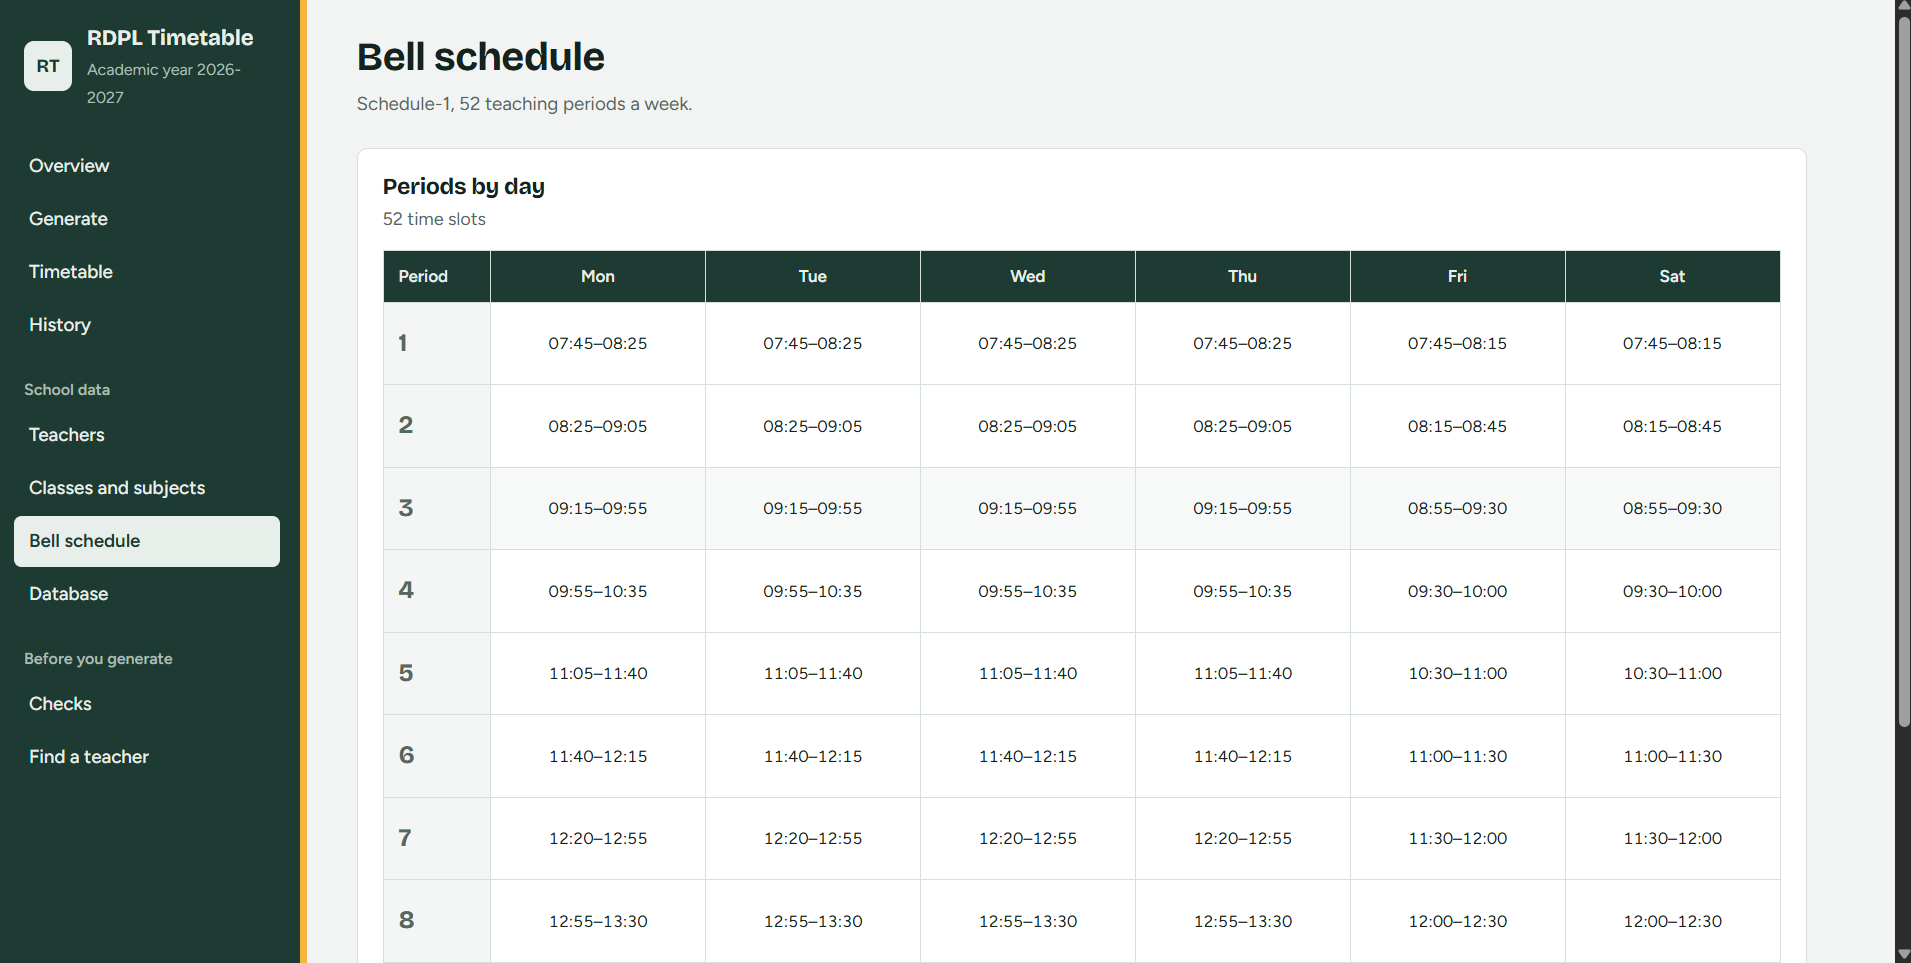 RT
RDPL Timetable
Academic year 2026-
2027
Overview
Generate
Timetable
History
School data
Teachers
Classes and subjects
Bell schedule
Database
Before you generate
Checks
Find a teacher
Bell schedule
Schedule-1, 52 teaching periods a week.
Periods by day
52 time slots
Period Mon Tue Wed Thu Fri Sat
1 07:45–08:25 07:45–08:25 07:45–08:25 07:45–08:25 07:45–08:15 07:45–08:15
2 08:25–09:05 08:25–09:05 08:25–09:05 08:25–09:05 08:15–08:45 08:15–08:45
3 09:15–09:55 09:15–09:55 09:15–09:55 09:15–09:55 08:55–09:30 08:55–09:30
4 09:55–10:35 09:55–10:35 09:55–10:35 09:55–10:35 09:30–10:00 09:30–10:00
5 11:05–11:40 11:05–11:40 11:05–11:40 11:05–11:40 10:30–11:00 10:30–11:00
6 11:40–12:15 11:40–12:15 11:40–12:15 11:40–12:15 11:00–11:30 11:00–11:30
7 12:20–12:55 12:20–12:55 12:20–12:55 12:20–12:55 11:30–12:00 11:30–12:00
8 12:55–13:30 12:55–13:30 12:55–13:30 12:55–13:30 12:00–12:30 12:00–12:30